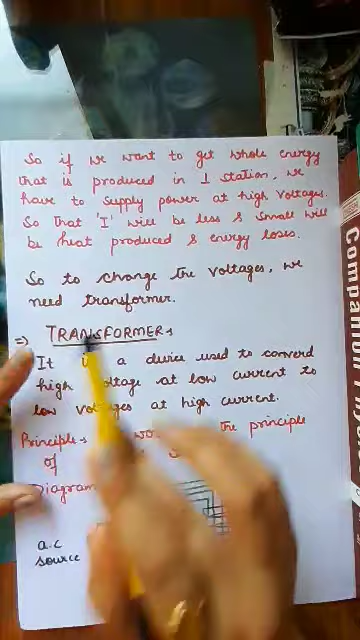 So if we want to get whole energy
that is produced in 1 station, we
have to supply power at high voltages.
So that 'I' will be less & small will
be heat produced & energy loses.
So to change the voltages, we
need transformer.
⇒ TRANSFORMERs
It a device used to converd
high voltage at low current to
low voltages at high current.
Principle the principle
of
Diagram
a.c
source
Companion